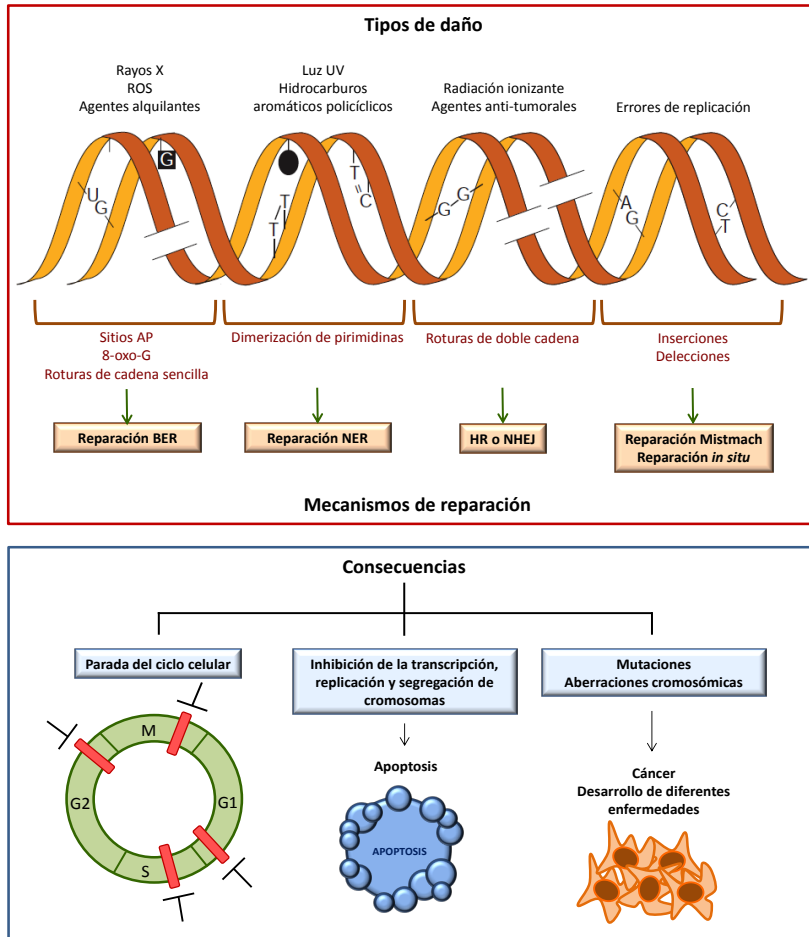 Tipos de daño
Rayos X
ROS
Agentes alquilantes
Luz UV
Hidrocarburos
aromáticos policíclicos
Radiación ionizante
Agentes anti-tumorales
Errores de replicación
U
G
G
T
T
T
C
G
G
A
G
C
T
Sitios AP
8-oxo-G
Roturas de cadena sencilla
Dimerización de pirimidinas
Roturas de doble cadena
Inserciones
Delecciones
Reparación BER
Reparación NER
HR o NHEJ
Reparación Mistmach
Reparación in situ
Mecanismos de reparación
Consecuencias
Parada del ciclo celular
Inhibición de la transcripción,
replicación y segregación de
cromosomas
Mutaciones
Aberraciones cromosómicas
M
G2
G1
S
Apoptosis
APOPTOSIS
Cáncer
Desarrollo de diferentes
enfermedades